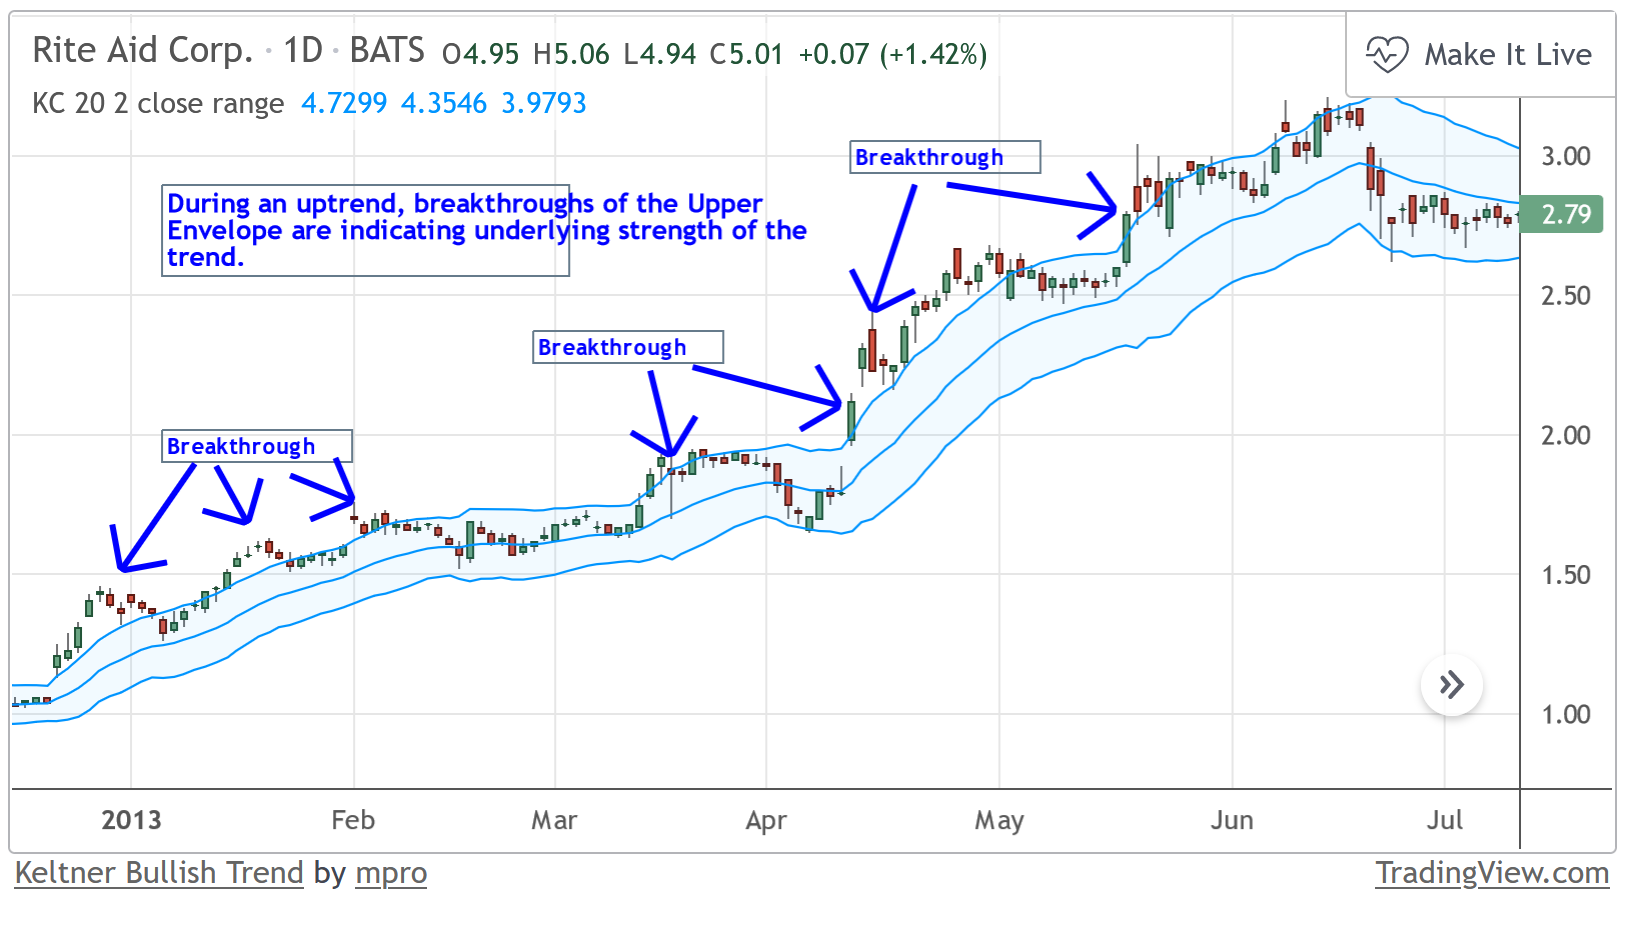 Rite Aid Corp. · 1D · BATS O4.95 H5.06 L4.94 C5.01 +0.07 (+1.42%)
Make It Live
KC 20 2 close range 4.7299 4.3546 3.9793
Breakthrough
3.00
During an uptrend, breakthroughs of the Upper
Envelope are indicating underlying strength of the
trend.
2.79
2.50
Breakthrough
2.00
Breakthrough
1.50
1.00
2013 Feb Mar Apr May Jun Jul
Keltner Bullish Trend by mpro
TradingView.com